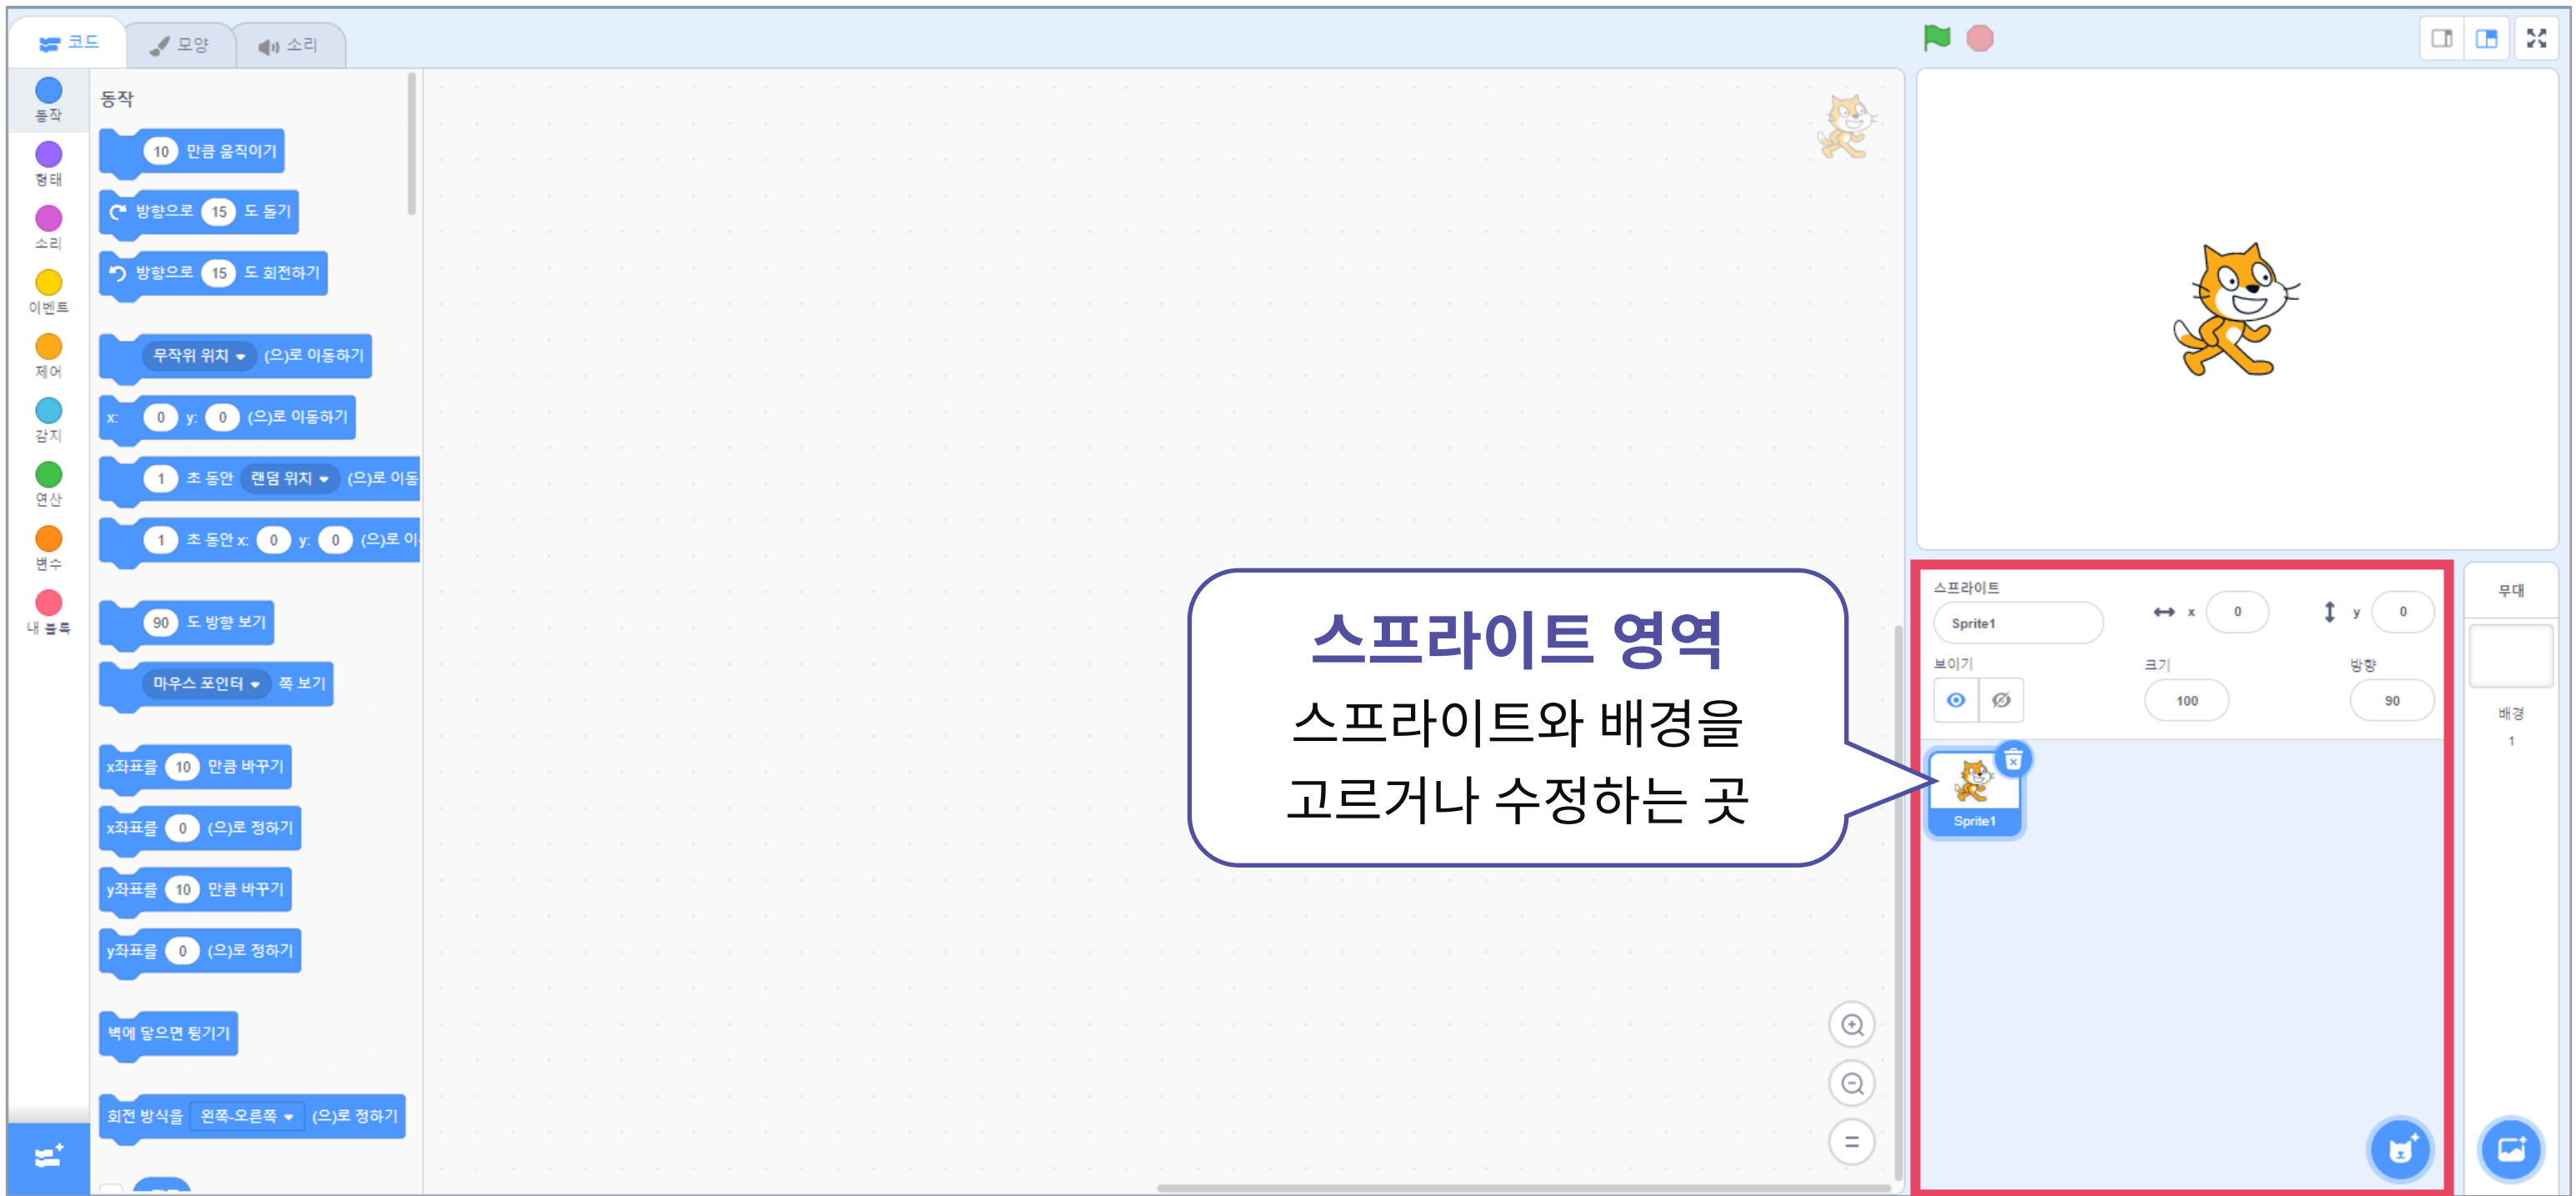 코드
모양
소리
동작
형태
소리
이벤트
제어
감지
연산
변수
내 블록
동작
10 만큼 움직이기
방향으로 15 도 돌기
방향으로 15 도 회전하기
무작위 위치 (으)로 이동하기
x: 0 y: 0 (으)로 이동하기
1 초 동안 랜덤 위치 (으)로 이동
1 초 동안 x: 0 y: 0 (으)로 이
90 도 방향 보기
마우스 포인터 쪽 보기
x좌표를 10 만큼 바꾸기
x좌표를 0 (으)로 정하기
y좌표를 10 만큼 바꾸기
y좌표를 0 (으)로 정하기
벽에 닿으면 튕기기
회전 방식을 왼쪽-오른쪽 (으)로 정하기
스프라이트 영역
스프라이트와 배경을
고르거나 수정하는 곳
스프라이트
Sprite1
x 0 y 0
보이기 크기 방향
100 90
Sprite1
무대
배경
1